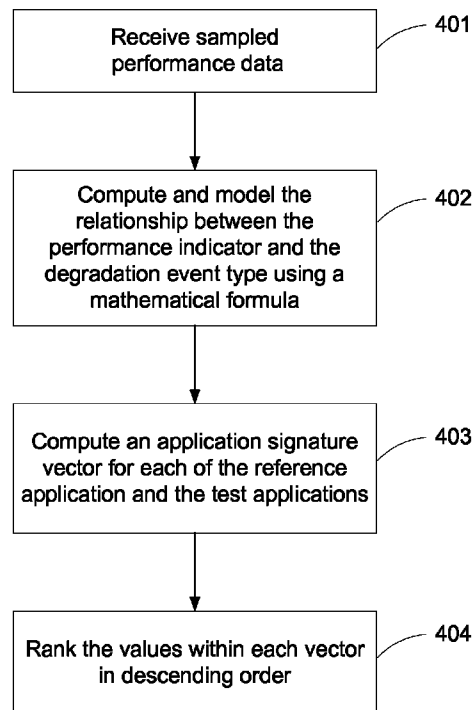 Receive sampled
performance data
401
Compute and model the
relationship between the
performance indicator and the
degradation event type using a
mathematical formula
402
Compute an application signature
vector for each of the reference
application and the test applications
403
Rank the values within each vector
in descending order
404